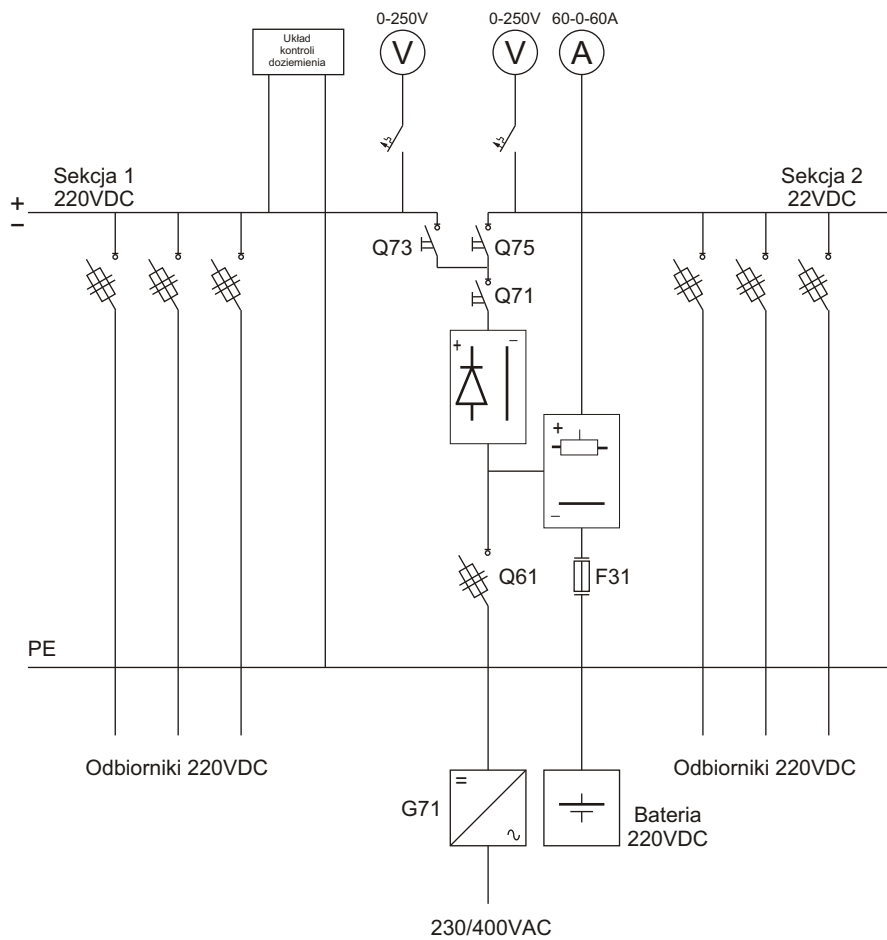 0-250V
0-250V
60-0-60A
Układ
kontroli
doziemienia
V
V
A
Sekcja 1
220VDC
Sekcja 2
22VDC
+
−
Q73
Q75
Q71
+
−
+
−
Q61
F31
PE
Odbiorniki 220VDC
Odbiorniki 220VDC
G71
=
~
Bateria
220VDC
230/400VAC